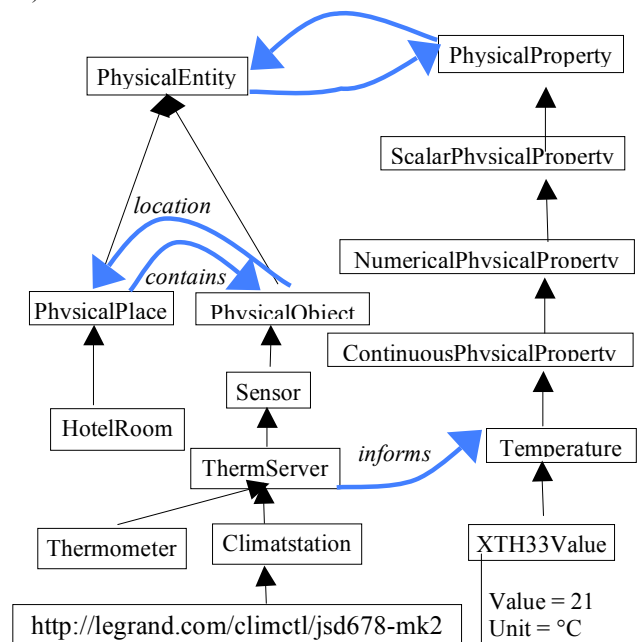 PhysicalProperty
PhysicalEntity
ScalarPhysicalProperty
location
NumericalPhysicalProperty
contains
PhysicalPlace
PhysicalObject
ContinuousPhysicalProperty
Sensor
HotelRoom
informs
Temperature
ThermServer
Thermometer
Climatstation
XTH33Value
Value = 21
Unit = °C
http://legrand.com/climctl/jsd678-mk2